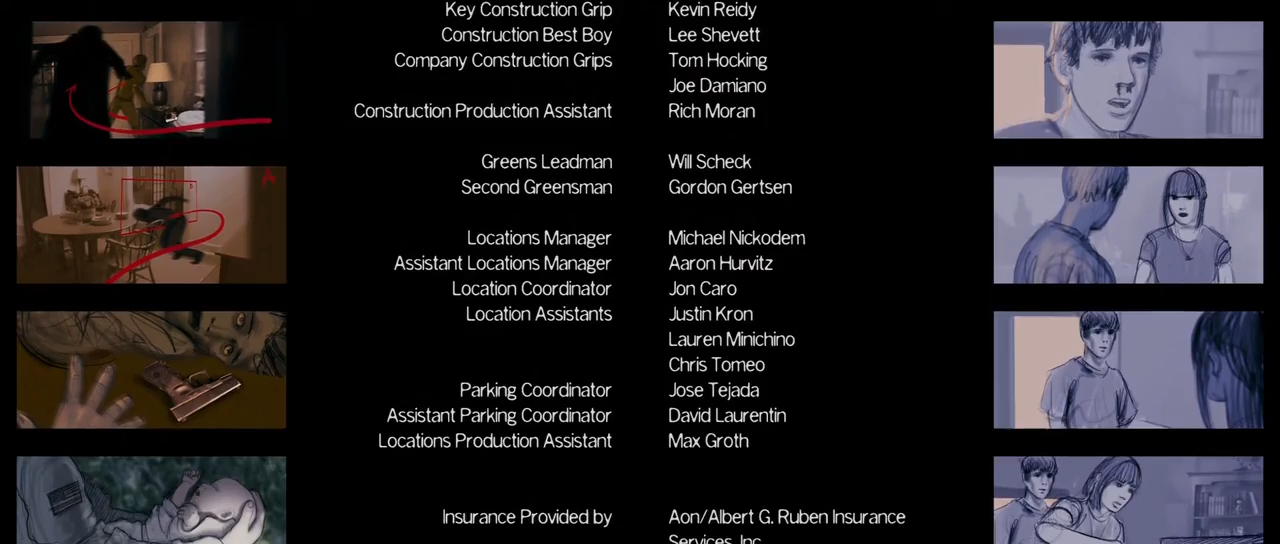 Key Construction Grip Kevin Reidy
Construction Best Boy Lee Shevett
Company Construction Grips Tom Hocking
Joe Damiano
Construction Production Assistant Rich Moran
Greens Leadman Will Scheck
Second Greensman Gordon Gertsen
Locations Manager Michael Nickodem
Assistant Locations Manager Aaron Hurvitz
Location Coordinator Jon Caro
Location Assistants Justin Kron
Lauren Minichino
Chris Tomeo
Parking Coordinator Jose Tejada
Assistant Parking Coordinator David Laurentin
Locations Production Assistant Max Groth
Insurance Provided by Aon/Albert G. Ruben Insurance
Services, Inc.